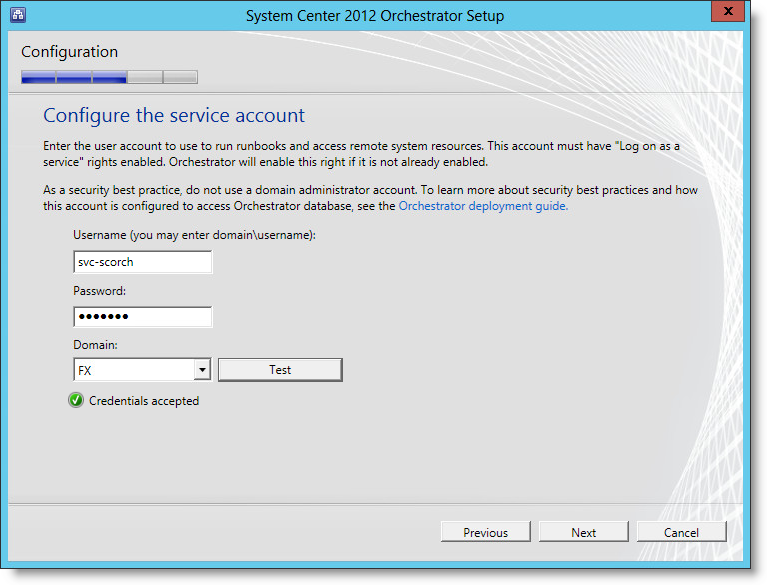 System Center 2012 Orchestrator Setup
x
Configuration
Configure the service account
Enter the user account to use to run runbooks and access remote system resources. This account must have "Log on as a
service" rights enabled. Orchestrator will enable this right if it is not already enabled.
As a security best practice, do not use a domain administrator account. To learn more about security best practices and how
this account is configured to access Orchestrator database, see the Orchestrator deployment guide.
Username (you may enter domain\username):
svc-scorch
Password:
●●●●●●●
Domain:
FX
Test
Credentials accepted
Previous Next Cancel